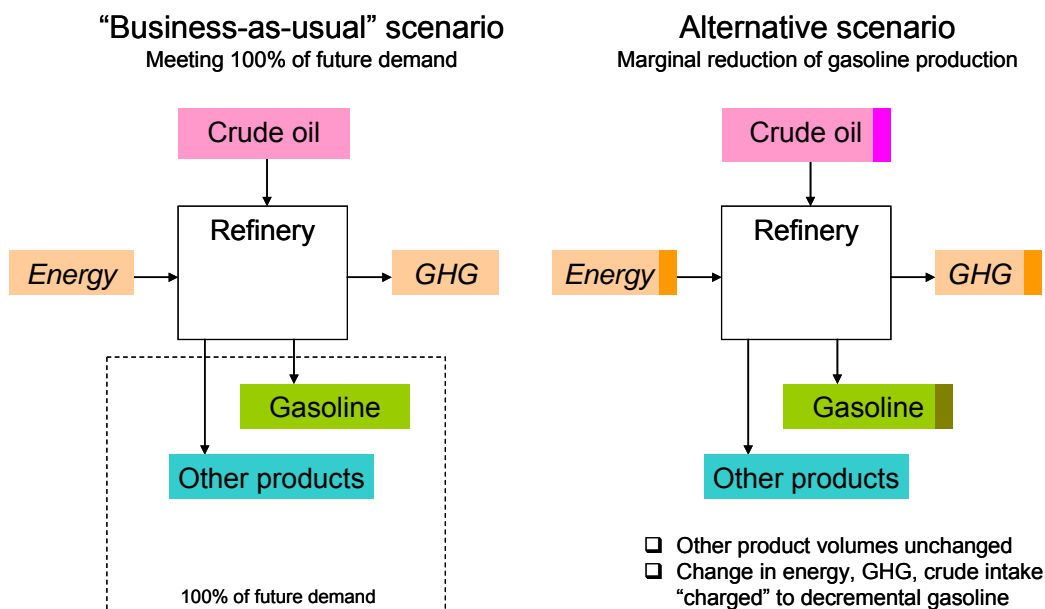 “Business-as-usual” scenario
Meeting 100% of future demand
Crude oil
Refinery
Energy
GHG
Gasoline
Other products
100% of future demand
Alternative scenario
Marginal reduction of gasoline production
Crude oil
Refinery
Energy
GHG
Gasoline
Other products
❑ Other product volumes unchanged
❑ Change in energy, GHG, crude intake
“charged” to decremental gasoline